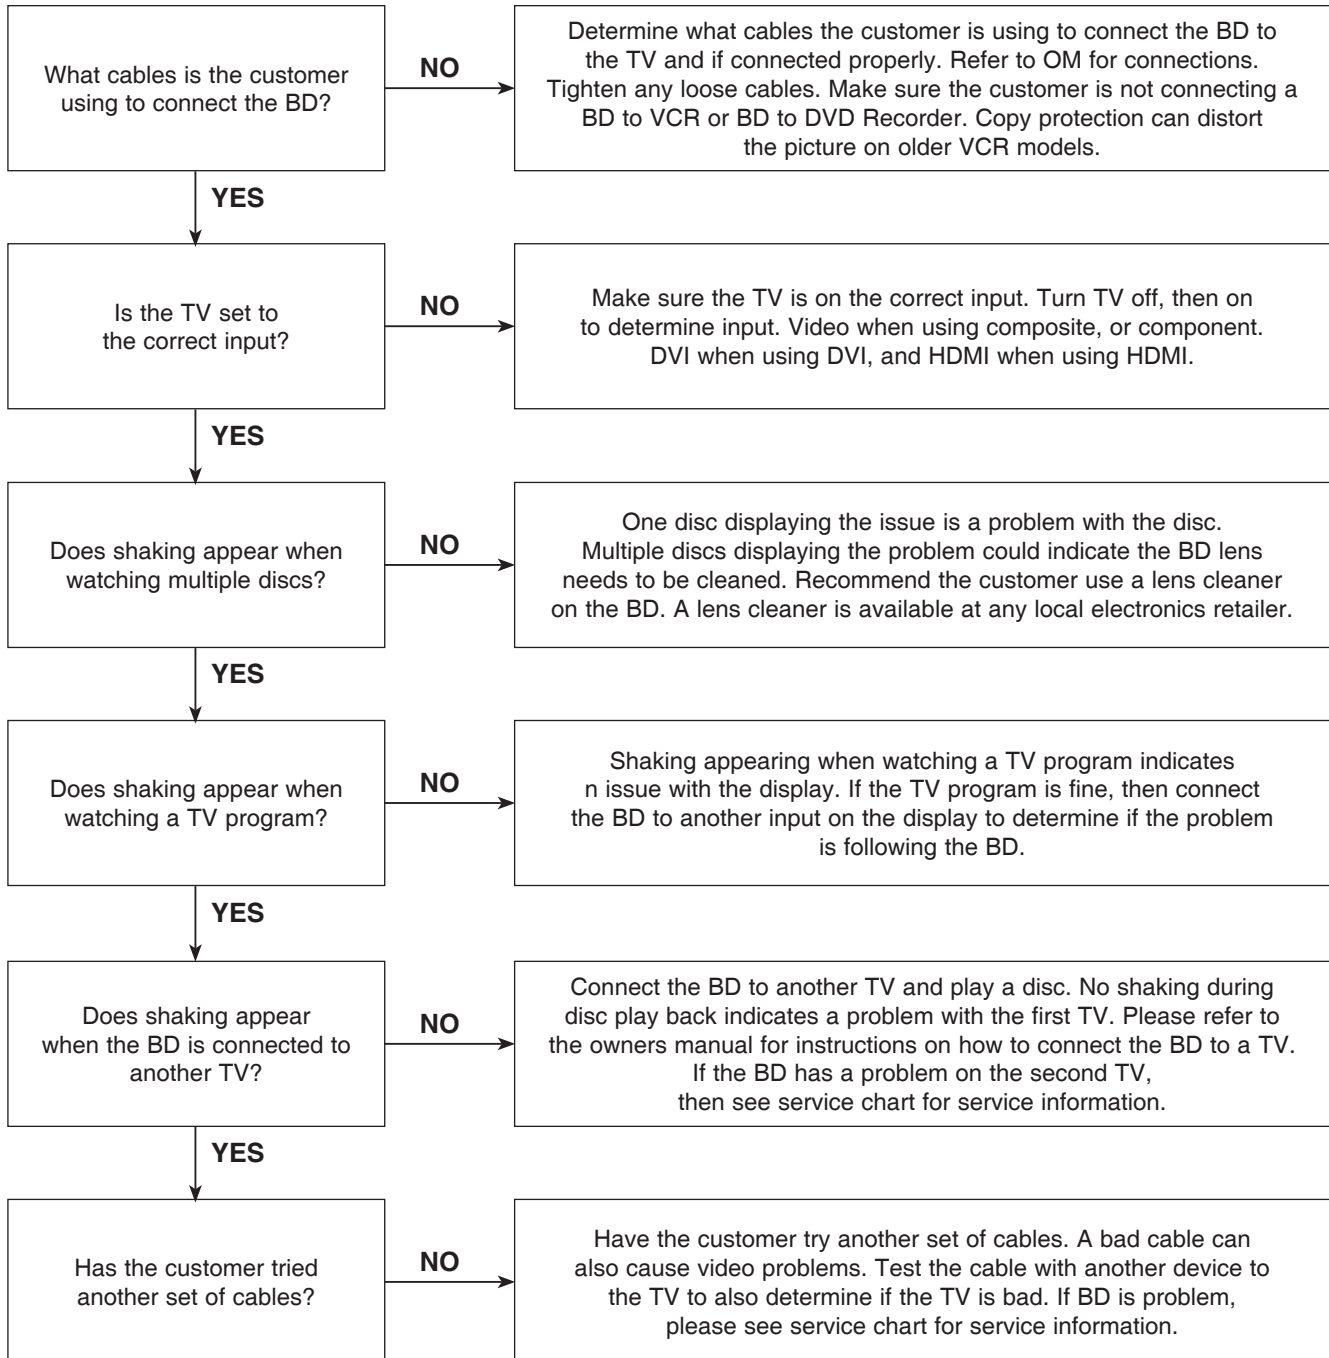 What cables is the customer
using to connect the BD?
NO
Determine what cables the customer is using to connect the BD to
the TV and if connected properly. Refer to OM for connections.
Tighten any loose cables. Make sure the customer is not connecting a
BD to VCR or BD to DVD Recorder. Copy protection can distort
the picture on older VCR models.
YES
Is the TV set to
the correct input?
NO
Make sure the TV is on the correct input. Turn TV off, then on
to determine input. Video when using composite, or component.
DVI when using DVI, and HDMI when using HDMI.
YES
Does shaking appear when
watching multiple discs?
NO
One disc displaying the issue is a problem with the disc.
Multiple discs displaying the problem could indicate the BD lens
needs to be cleaned. Recommend the customer use a lens cleaner
on the BD. A lens cleaner is available at any local electronics retailer.
YES
Does shaking appear when
watching a TV program?
NO
Shaking appearing when watching a TV program indicates
n issue with the display. If the TV program is fine, then connect
the BD to another input on the display to determine if the problem
is following the BD.
YES
Does shaking appear
when the BD is connected to
another TV?
NO
Connect the BD to another TV and play a disc. No shaking during
disc play back indicates a problem with the first TV. Please refer to
the owners manual for instructions on how to connect the BD to a TV.
If the BD has a problem on the second TV,
then see service chart for service information.
YES
Has the customer tried
another set of cables?
NO
Have the customer try another set of cables. A bad cable can
also cause video problems. Test the cable with another device to
the TV to also determine if the TV is bad. If BD is problem,
please see service chart for service information.